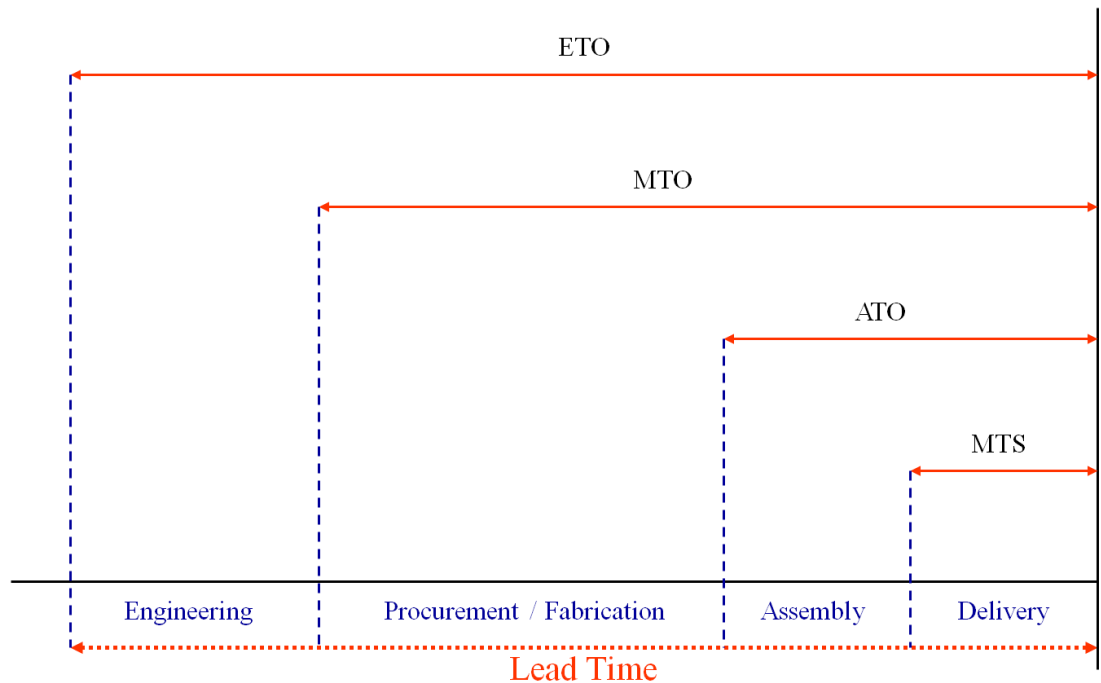 ETO
MTO
ATO
MTS
Engineering
Procurement / Fabrication
Assembly
Delivery
Lead Time